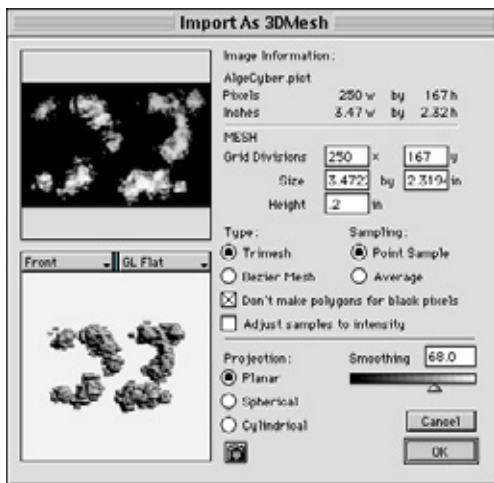 Import As 3DMesh
Image Information:
AlgeCyber.pict
Pixels 250 w by 167 h
Inches 3.47 w by 2.32 h
MESH
Grid Divisions 250 x 167 y
Size 3.472 by 2.319 in
Height .2 in
Type: Sampling:
Trimesh Point Sample
Bezier Mesh Average
Don't make polygons for black pixels
Adjust samples to intensity
Front GL Flat
Projection: Smoothing 68.0
Planar
Spherical
Cylindrical
Cancel
OK